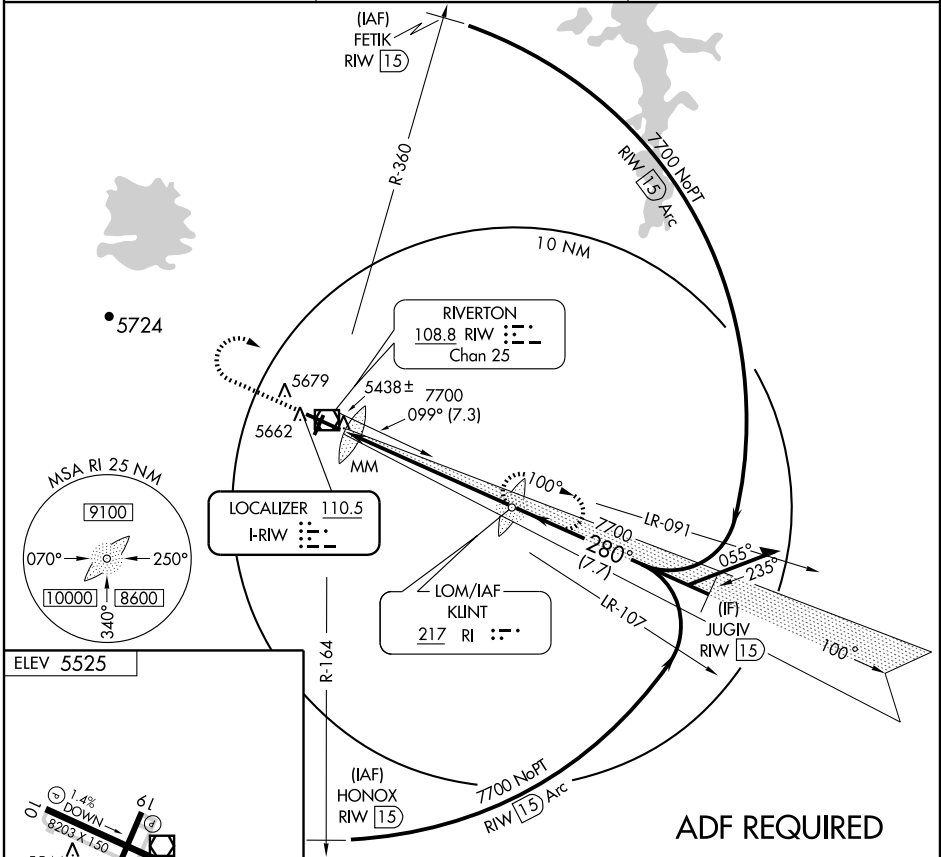 (IAF)
FETIK
RIW 15
R-360
7700 NoPT
RIW 15 Arc
10 NM
5724
RIVERTON
108.8 RIW
Chan 25
5679
5438± 7700
099° (7.3)
5662
MM
MSA RI 25 NM
9100
070°
250°
10000
8600
340°
LOCALIZER 110.5
I-RIW
100°
7700
LR-091
280°
(7.7)
055°
235°
LOM/IAF
KLINT
217 RI
LR-107
(IF)
JUGIV
RIW 15
100°
R-164
ELEV 5525
(IAF)
HONOX
RIW 15
7700 NoPT
RIW 15 Arc
ADF REQUIRED
10
P
1.4%
DOWN
8203 X 150
19
P